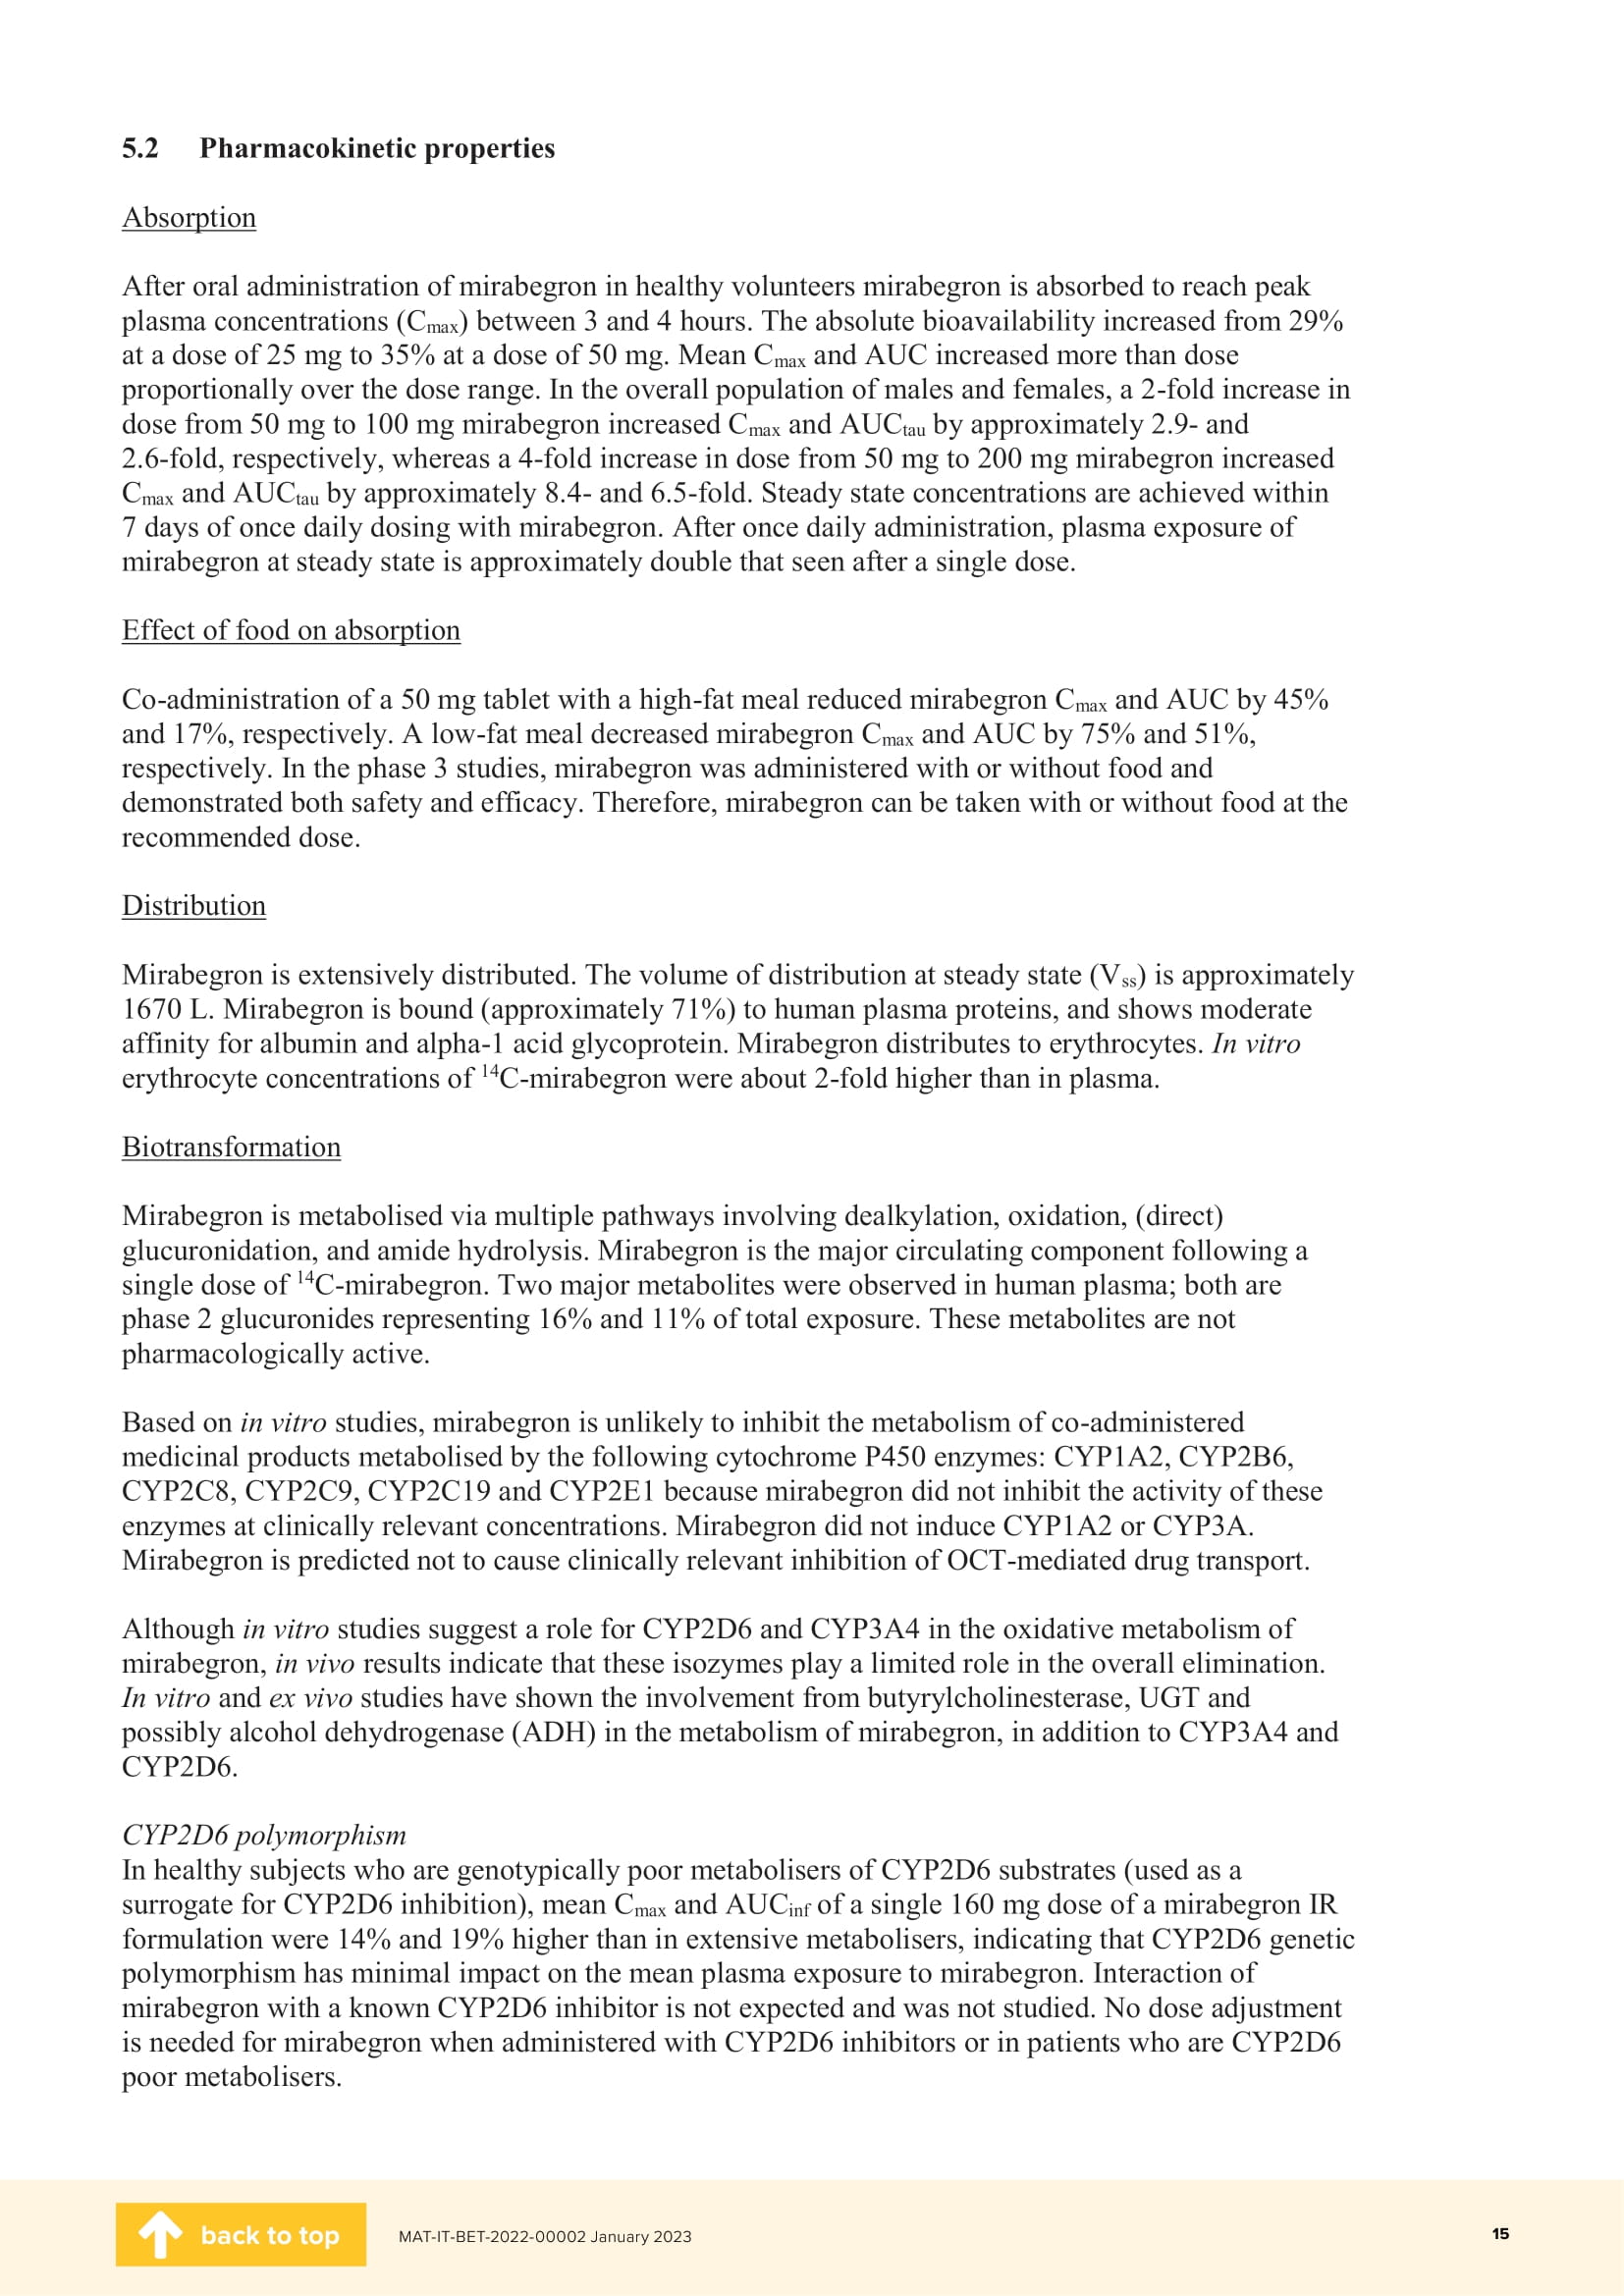 5.2 Pharmacokinetic properties
Absorption
After oral administration of mirabegron in healthy volunteers mirabegron is absorbed to reach peak
plasma concentrations (Cmax) between 3 and 4 hours. The absolute bioavailability increased from 29%
at a dose of 25 mg to 35% at a dose of 50 mg. Mean Cmax and AUC increased more than dose
proportionally over the dose range. In the overall population of males and females, a 2-fold increase in
dose from 50 mg to 100 mg mirabegron increased Cmax and AUCtau by approximately 2.9- and
2.6-fold, respectively, whereas a 4-fold increase in dose from 50 mg to 200 mg mirabegron increased
Cmax and AUCtau by approximately 8.4- and 6.5-fold. Steady state concentrations are achieved within
7 days of once daily dosing with mirabegron. After once daily administration, plasma exposure of
mirabegron at steady state is approximately double that seen after a single dose.
Effect of food on absorption
Co-administration of a 50 mg tablet with a high-fat meal reduced mirabegron Cmax and AUC by 45%
and 17%, respectively. A low-fat meal decreased mirabegron Cmax and AUC by 75% and 51%,
respectively. In the phase 3 studies, mirabegron was administered with or without food and
demonstrated both safety and efficacy. Therefore, mirabegron can be taken with or without food at the
recommended dose.
Distribution
Mirabegron is extensively distributed. The volume of distribution at steady state (Vss) is approximately
1670 L. Mirabegron is bound (approximately 71%) to human plasma proteins, and shows moderate
affinity for albumin and alpha-1 acid glycoprotein. Mirabegron distributes to erythrocytes. In vitro
erythrocyte concentrations of 14C-mirabegron were about 2-fold higher than in plasma.
Biotransformation
Mirabegron is metabolised via multiple pathways involving dealkylation, oxidation, (direct)
glucuronidation, and amide hydrolysis. Mirabegron is the major circulating component following a
single dose of 14C-mirabegron. Two major metabolites were observed in human plasma; both are
phase 2 glucuronides representing 16% and 11% of total exposure. These metabolites are not
pharmacologically active.
Based on in vitro studies, mirabegron is unlikely to inhibit the metabolism of co-administered
medicinal products metabolised by the following cytochrome P450 enzymes: CYP1A2, CYP2B6,
CYP2C8, CYP2C9, CYP2C19 and CYP2E1 because mirabegron did not inhibit the activity of these
enzymes at clinically relevant concentrations. Mirabegron did not induce CYP1A2 or CYP3A.
Mirabegron is predicted not to cause clinically relevant inhibition of OCT-mediated drug transport.
Although in vitro studies suggest a role for CYP2D6 and CYP3A4 in the oxidative metabolism of
mirabegron, in vivo results indicate that these isozymes play a limited role in the overall elimination.
In vitro and ex vivo studies have shown the involvement from butyrylcholinesterase, UGT and
possibly alcohol dehydrogenase (ADH) in the metabolism of mirabegron, in addition to CYP3A4 and
CYP2D6.
CYP2D6 polymorphism
In healthy subjects who are genotypically poor metabolisers of CYP2D6 substrates (used as a
surrogate for CYP2D6 inhibition), mean Cmax and AUCinf of a single 160 mg dose of a mirabegron IR
formulation were 14% and 19% higher than in extensive metabolisers, indicating that CYP2D6 genetic
polymorphism has minimal impact on the mean plasma exposure to mirabegron. Interaction of
mirabegron with a known CYP2D6 inhibitor is not expected and was not studied. No dose adjustment
is needed for mirabegron when administered with CYP2D6 inhibitors or in patients who are CYP2D6
poor metabolisers.
back to top
MAT-IT-BET-2022-00002 January 2023
15